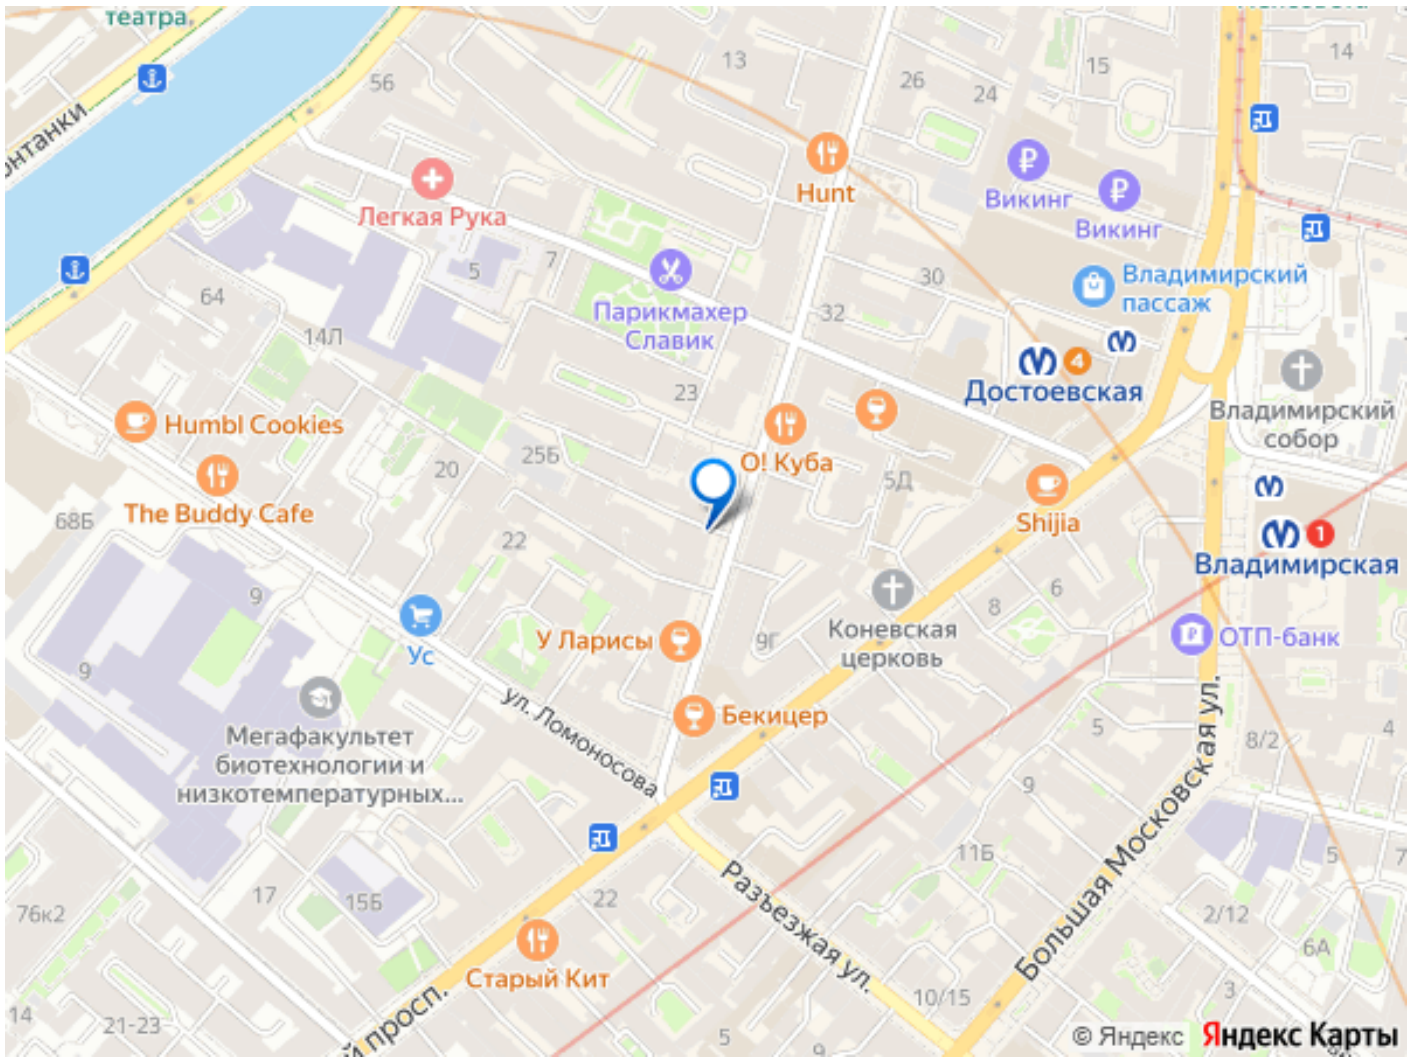 театра,
56
13
26
24
15
14
онтанки
Hunt
Викинг
Викинг
Легкая Рука
5
7
64
14Л
Парикмахер
Славик
30
32
Владимирский
пассаж
4
Достоевская
Владимирский
собор
23
Humbl Cookies
О! Куба
25Б
20
5Д
Shijia
The Buddy Cafe
68Б
22
1
Владимирская
9
9
Ус
У Ларисы
9Г
Коневская
церковь
8
6
ОТП-банк
Бекицер
ул. Ломоносова
Мегафакультет
биотехнологии и
низкотемпературных...
5
8/2
4
9
Большая Московская ул.
11Б
5
7
17
15Б
22
Разъезжая ул.
76к2
2/12
6А
Старый Кит
10/15
3
14
21-23
й просп.
5
9
© Яндекс
Яндекс Карты